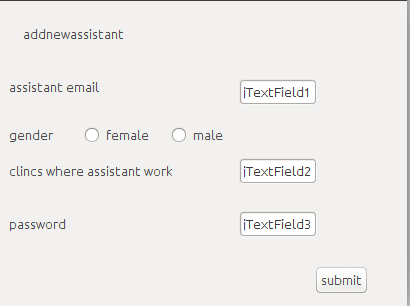 addnewassistant
assistant email jTextField1
gender female male
clincs where assistant work jTextField2
password jTextField3
submit